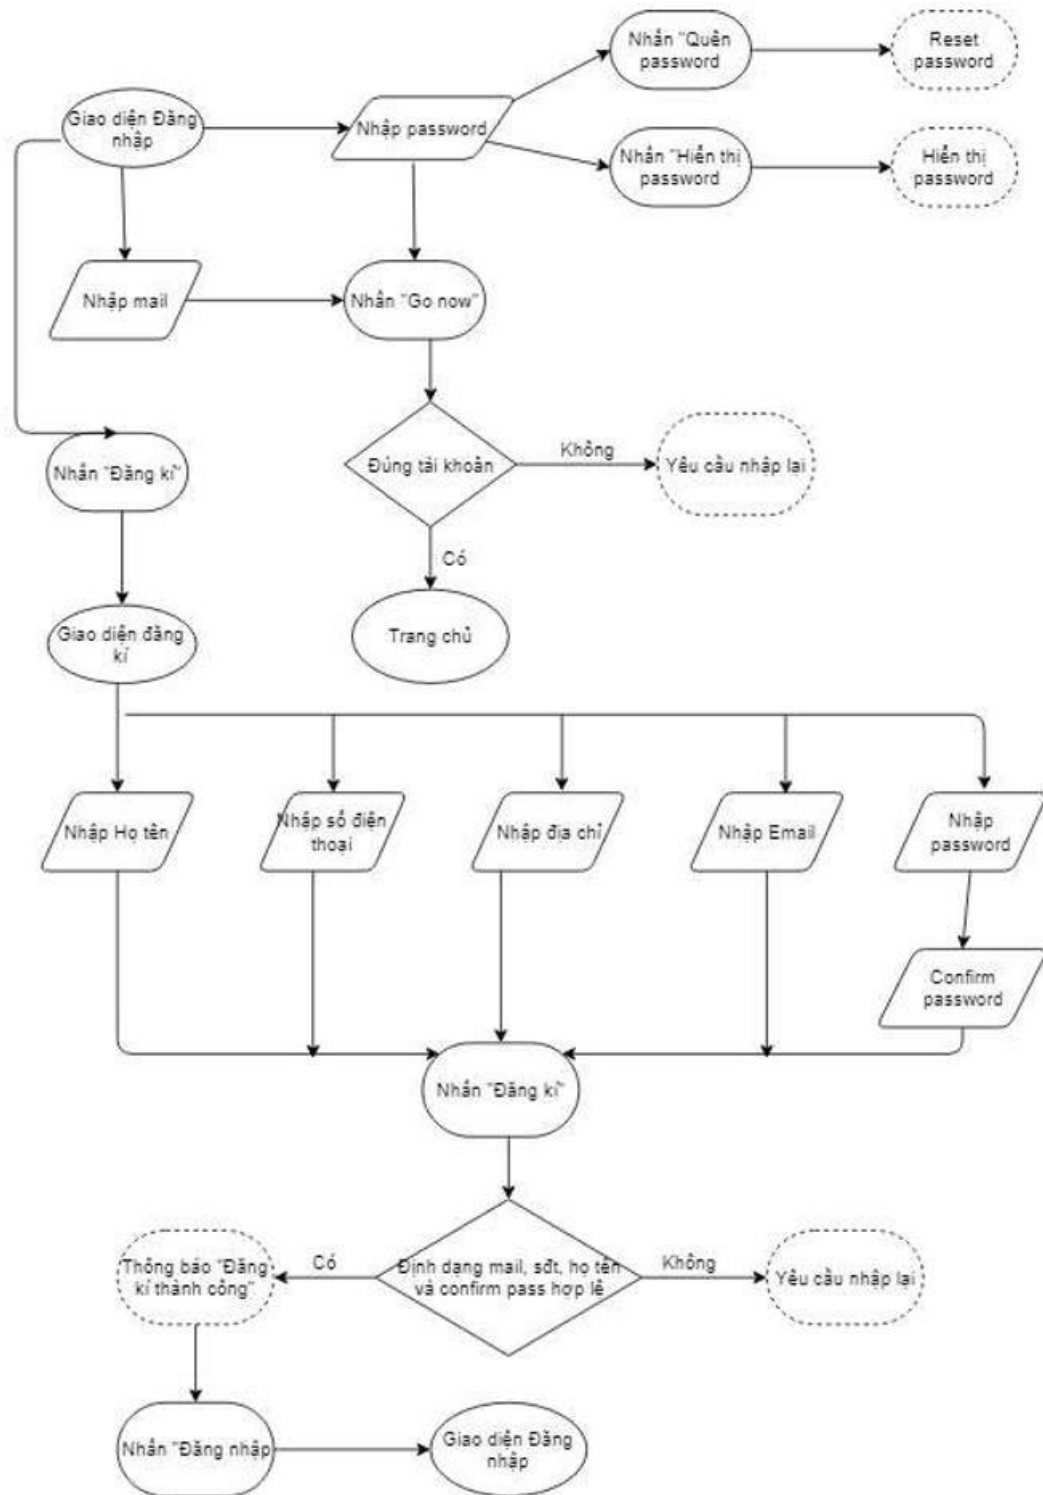 Nhấn "Quên
password
Reset
password
Giao diện Đăng
nhập
Nhập password
Nhấn "Hiển thị
password
Hiển thị
password
Nhập mail
Nhấn "Go now"
Nhấn "Đăng kí"
Đúng tài khoản
Không
Yêu cầu nhập lại
Có
Giao diện đăng
kí
Trang chủ
Nhập Họ tên
Nhập số điện
thoại
Nhập địa chỉ
Nhập Email
Nhập
password
Confirm
password
Nhấn "Đăng kí"
Thông báo "Đăng
kí thành công"
Có
Định dạng mail, sđt, họ tên
và confirm pass hợp lệ
Không
Yêu cầu nhập lại
Nhấn "Đăng nhập
Giao diện Đăng
nhập